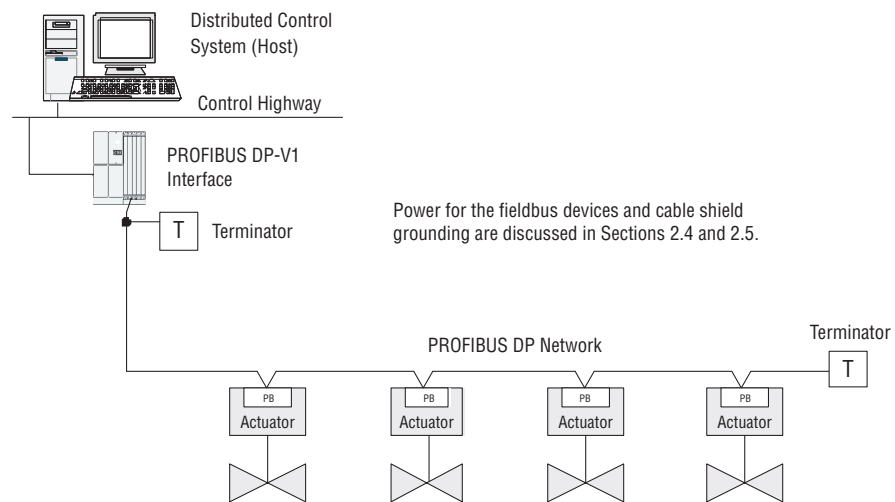 Distributed Control
System (Host)
Control Highway
PROFIBUS DP-V1
Interface
T
Terminator
Power for the fieldbus devices and cable shield
grounding are discussed in Sections 2.4 and 2.5.
PROFIBUS DP Network
Terminator
T
PB
Actuator
PB
Actuator
PB
Actuator
PB
Actuator